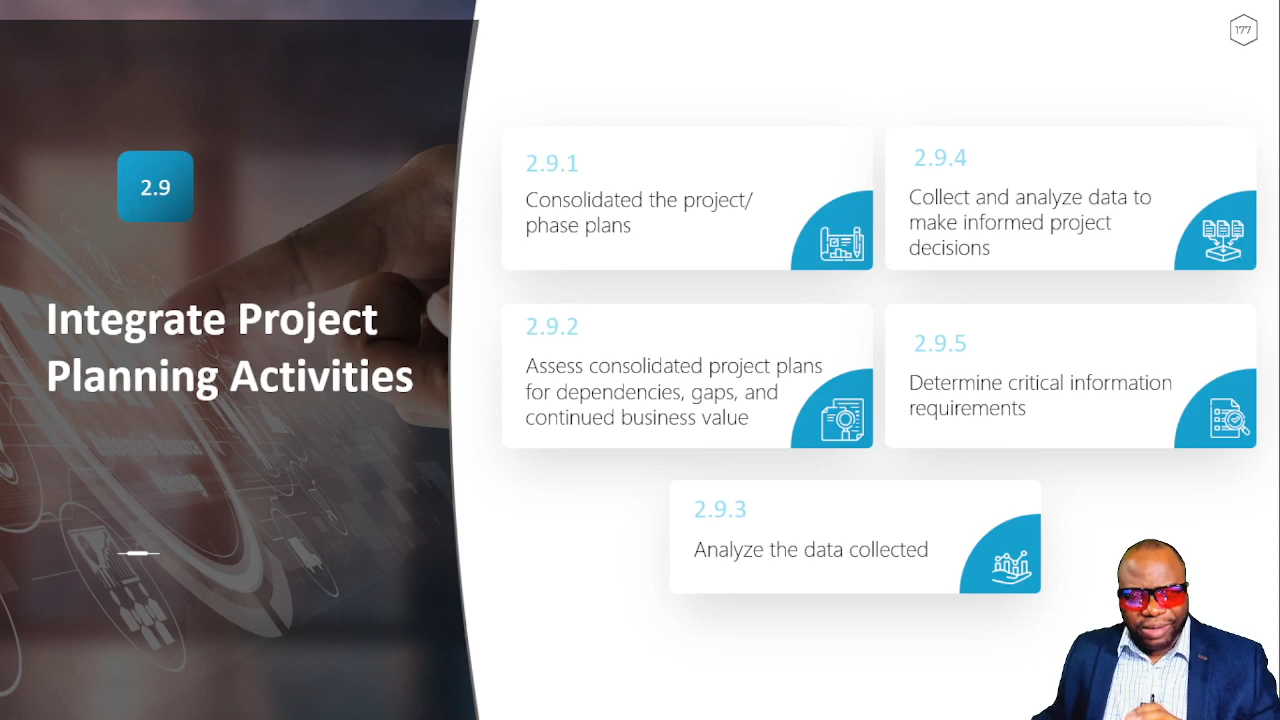 177
2.9
Integrate Project
Planning Activities
2.9.1
Consolidated the project/
phase plans
2.9.2
Assess consolidated project plans
for dependencies, gaps, and
continued business value
2.9.3
Analyze the data collected
2.9.4
Collect and analyze data to
make informed project
decisions
2.9.5
Determine critical information
requirements